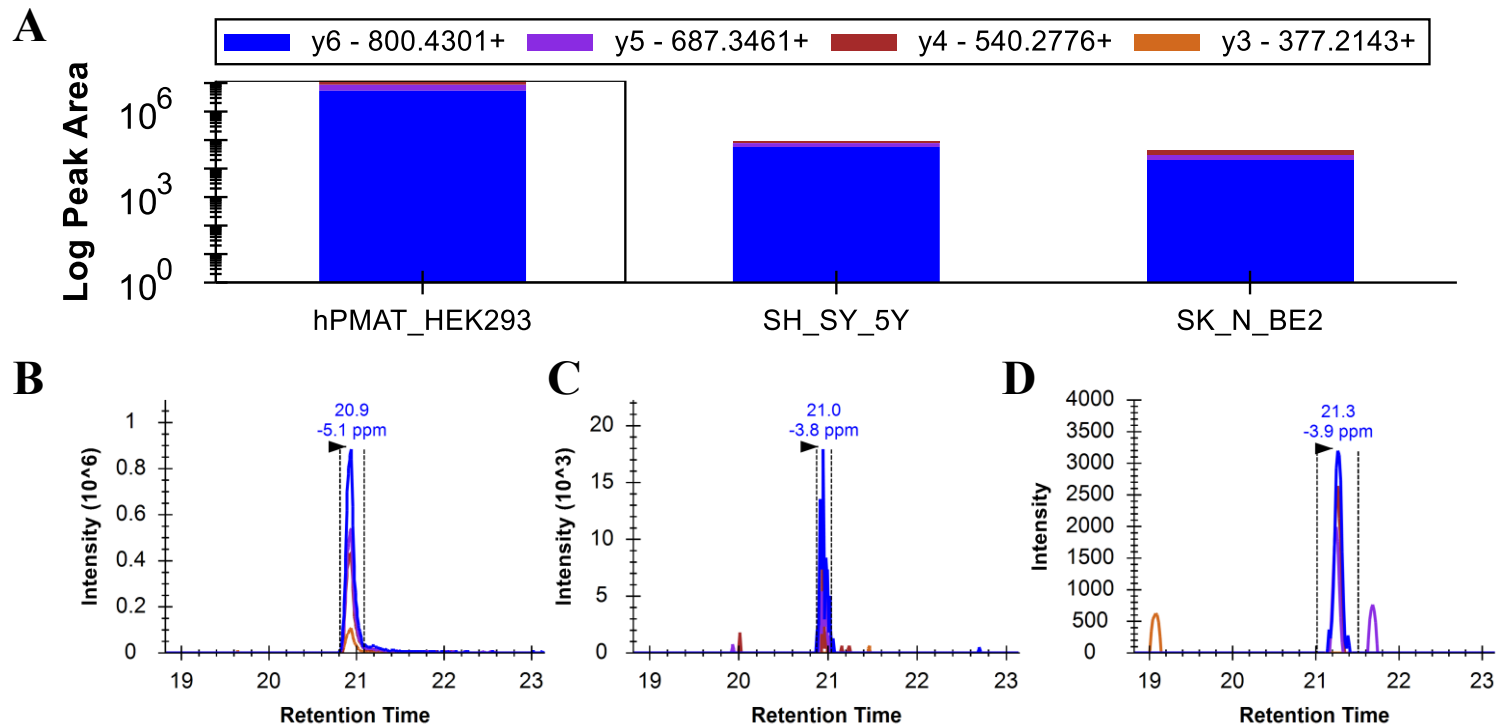 A
y6 - 800.4301+ y5 - 687.3461+ y4 - 540.2776+ y3 - 377.2143+
Log Peak Area
10^6
10^3
10^0
hPMAT_HEK293 SH_SY_5Y SK_N_BE2
B
Intensity (10^6)
1
0.8
0.6
0.4
0.2
0
20.9
-5.1 ppm
19 20 21 22 23
Retention Time
C
Intensity (10^3)
20
15
10
5
0
21.0
-3.8 ppm
19 20 21 22 23
Retention Time
D
Intensity
4000
3500
3000
2500
2000
1500
1000
500
0
21.3
-3.9 ppm
19 20 21 22 23
Retention Time